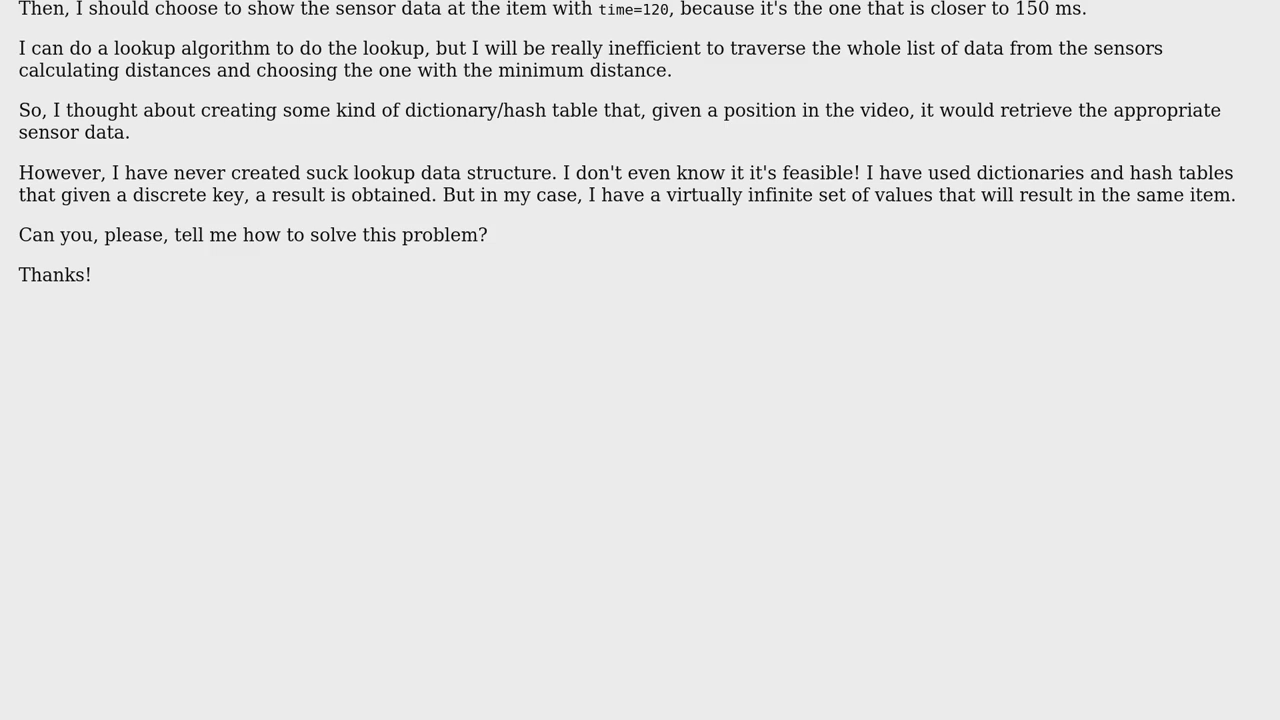 Then, I should choose to show the sensor data at the item with time=120, because it's the one that is closer to 150 ms.
I can do a lookup algorithm to do the lookup, but I will be really inefficient to traverse the whole list of data from the sensors
calculating distances and choosing the one with the minimum distance.
So, I thought about creating some kind of dictionary/hash table that, given a position in the video, it would retrieve the appropriate
sensor data.
However, I have never created suck lookup data structure. I don't even know it it's feasible! I have used dictionaries and hash tables
that given a discrete key, a result is obtained. But in my case, I have a virtually infinite set of values that will result in the same item.
Can you, please, tell me how to solve this problem?
Thanks!